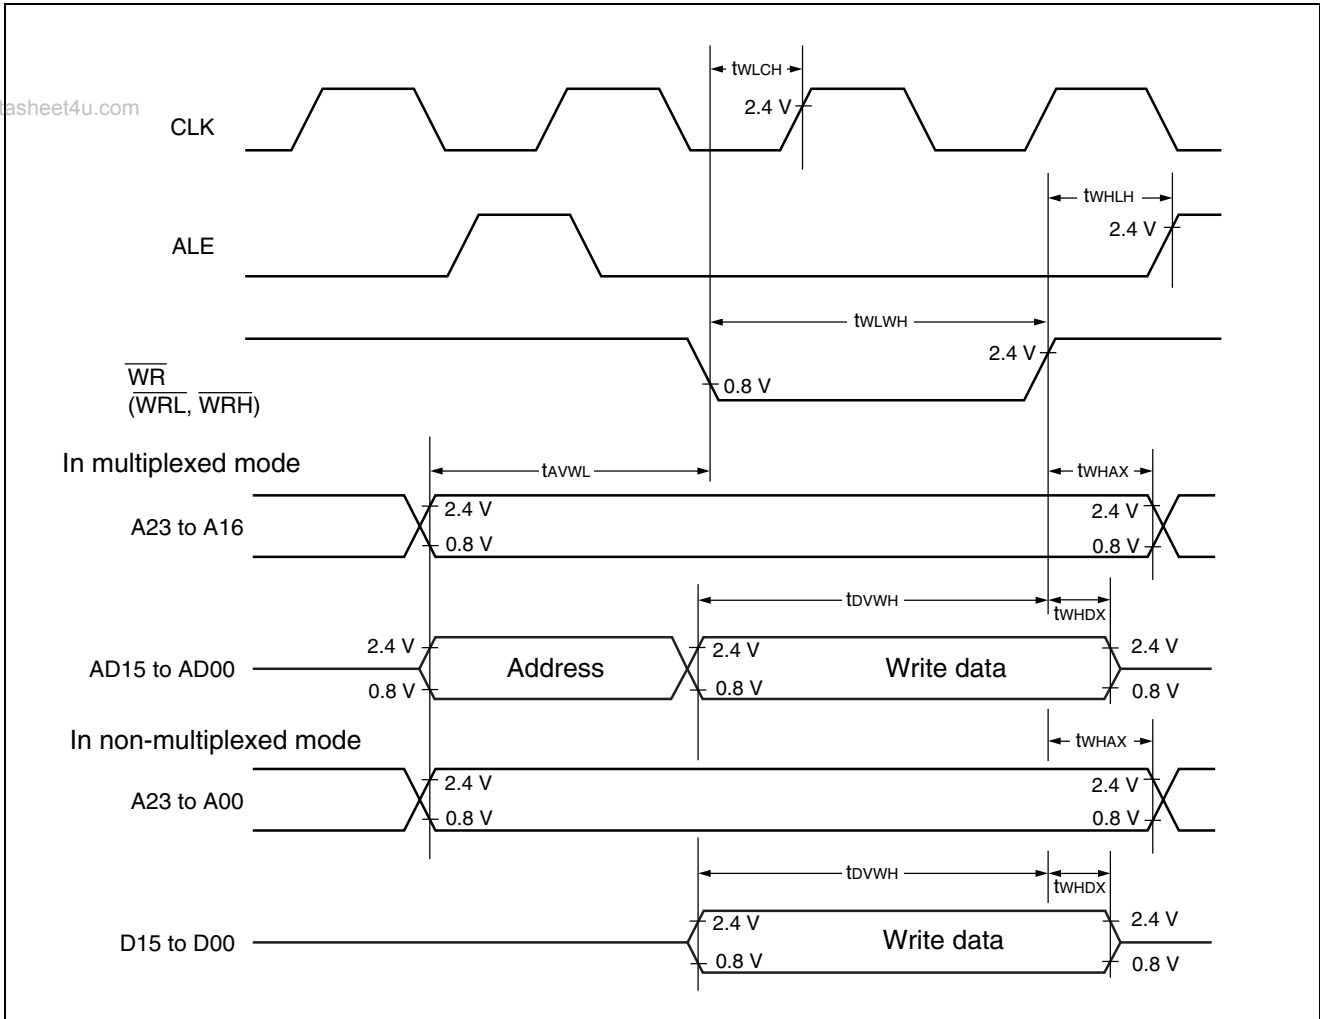 tWLCH
2.4 V
tasheet4u.com
CLK
tWHLH
2.4 V
ALE
tWLWH
2.4 V
0.8 V
WR
(WRL, WRH)
In multiplexed mode
tAVWL
tWHAX
2.4 V
2.4 V
A23 to A16
0.8 V
0.8 V
tDVWH
tWHDX
2.4 V
2.4 V
2.4 V
AD15 to AD00
Address
Write data
0.8 V
0.8 V
0.8 V
In non-multiplexed mode
tWHAX
2.4 V
2.4 V
A23 to A00
0.8 V
0.8 V
tDVWH
tWHDX
2.4 V
2.4 V
D15 to D00
Write data
0.8 V
0.8 V